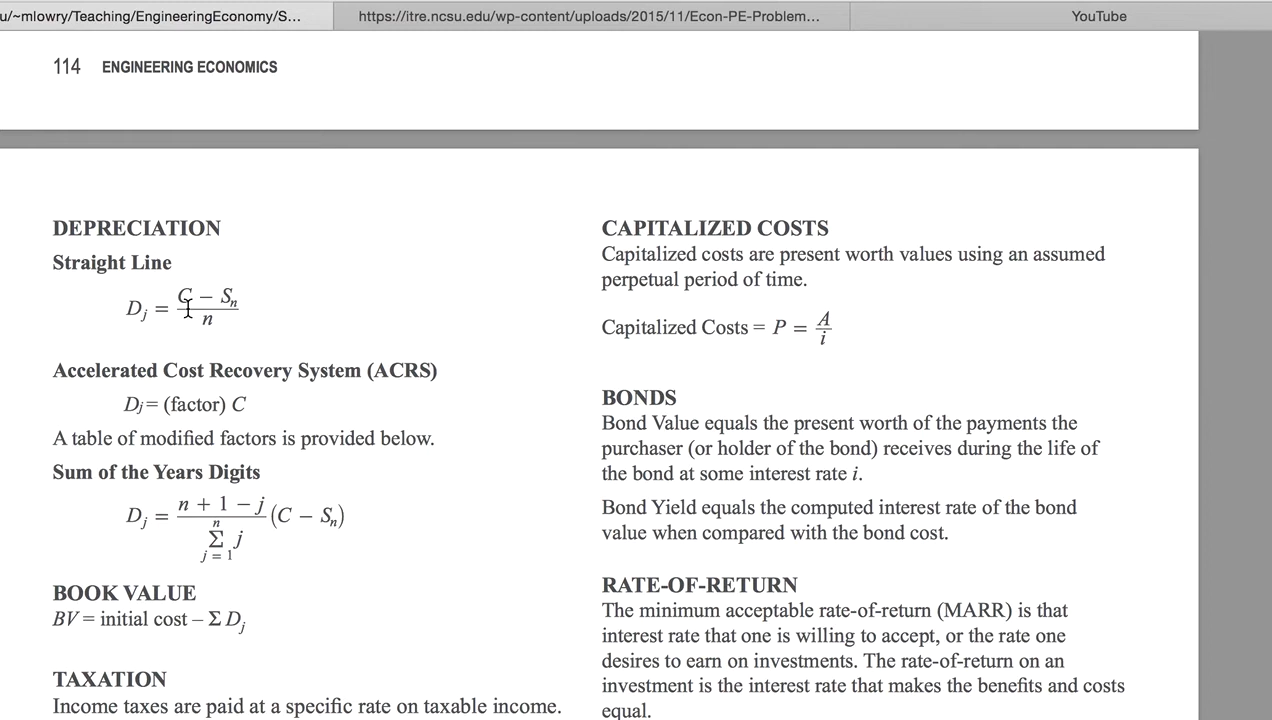 u/~mlowry/Teaching/EngineeringEconomy/S...
https://itre.ncsu.edu/wp-content/uploads/2015/11/Econ-PE-Problem...
YouTube
114 ENGINEERING ECONOMICS
DEPRECIATION
Straight Line
D_j = (C – S_n) / n
Accelerated Cost Recovery System (ACRS)
Dj = (factor) C
A table of modified factors is provided below.
Sum of the Years Digits
D_j = (n + 1 – j) / (Σ_{j = 1}^{n} j) (C – S_n)
BOOK VALUE
BV = initial cost – Σ D_j
TAXATION
Income taxes are paid at a specific rate on taxable income.
CAPITALIZED COSTS
Capitalized costs are present worth values using an assumed
perpetual period of time.
Capitalized Costs = P = A / i
BONDS
Bond Value equals the present worth of the payments the
purchaser (or holder of the bond) receives during the life of
the bond at some interest rate i.
Bond Yield equals the computed interest rate of the bond
value when compared with the bond cost.
RATE-OF-RETURN
The minimum acceptable rate-of-return (MARR) is that
interest rate that one is willing to accept, or the rate one
desires to earn on investments. The rate-of-return on an
investment is the interest rate that makes the benefits and costs
equal.